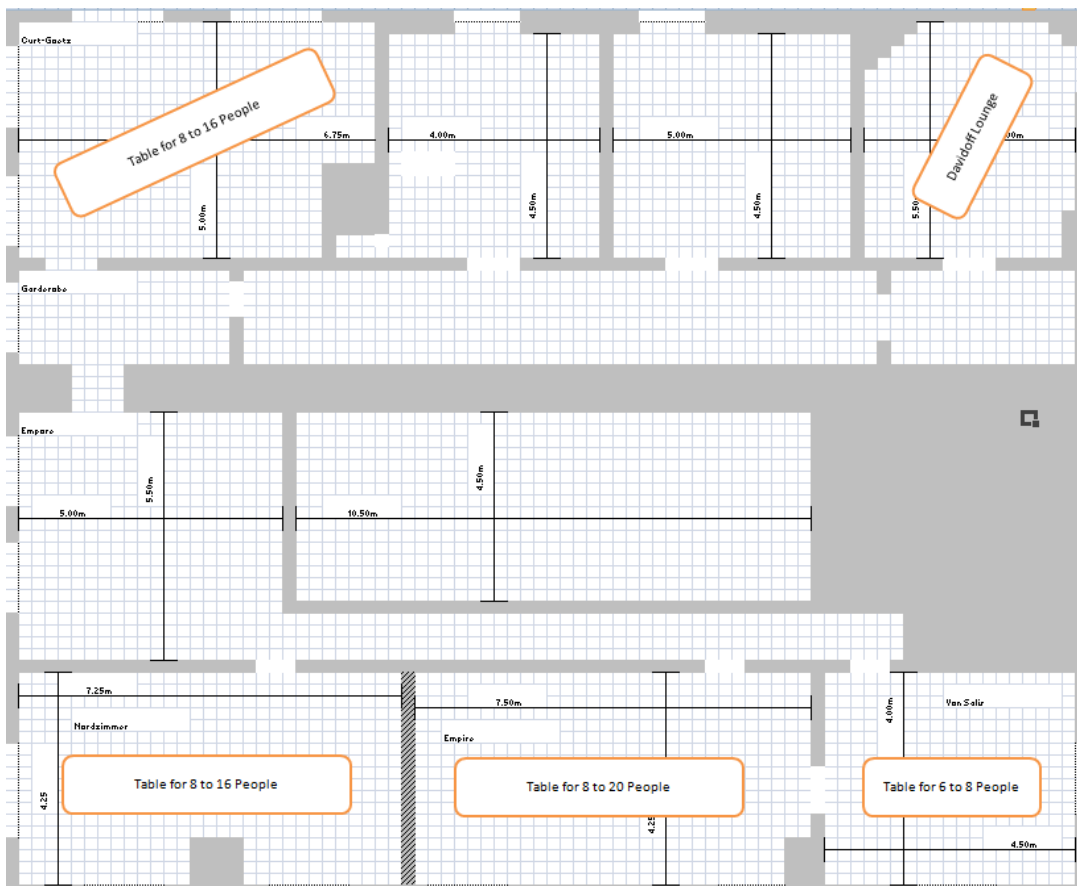 Curt-Goetz
Table for 8 to 16 People
6.75m
5.00m
4.00m
4.50m
5.00m
4.50m
Davidoff Lounge
00m
5.50
Garderobe
Empore
5.50m
5.00m
4.50m
10.50m
7.25m
Nordzimmer
4.25
Table for 8 to 16 People
7.50m
Empire
Table for 8 to 20 People
4.25
4.00m
Von Salis
Table for 6 to 8 People
4.50m